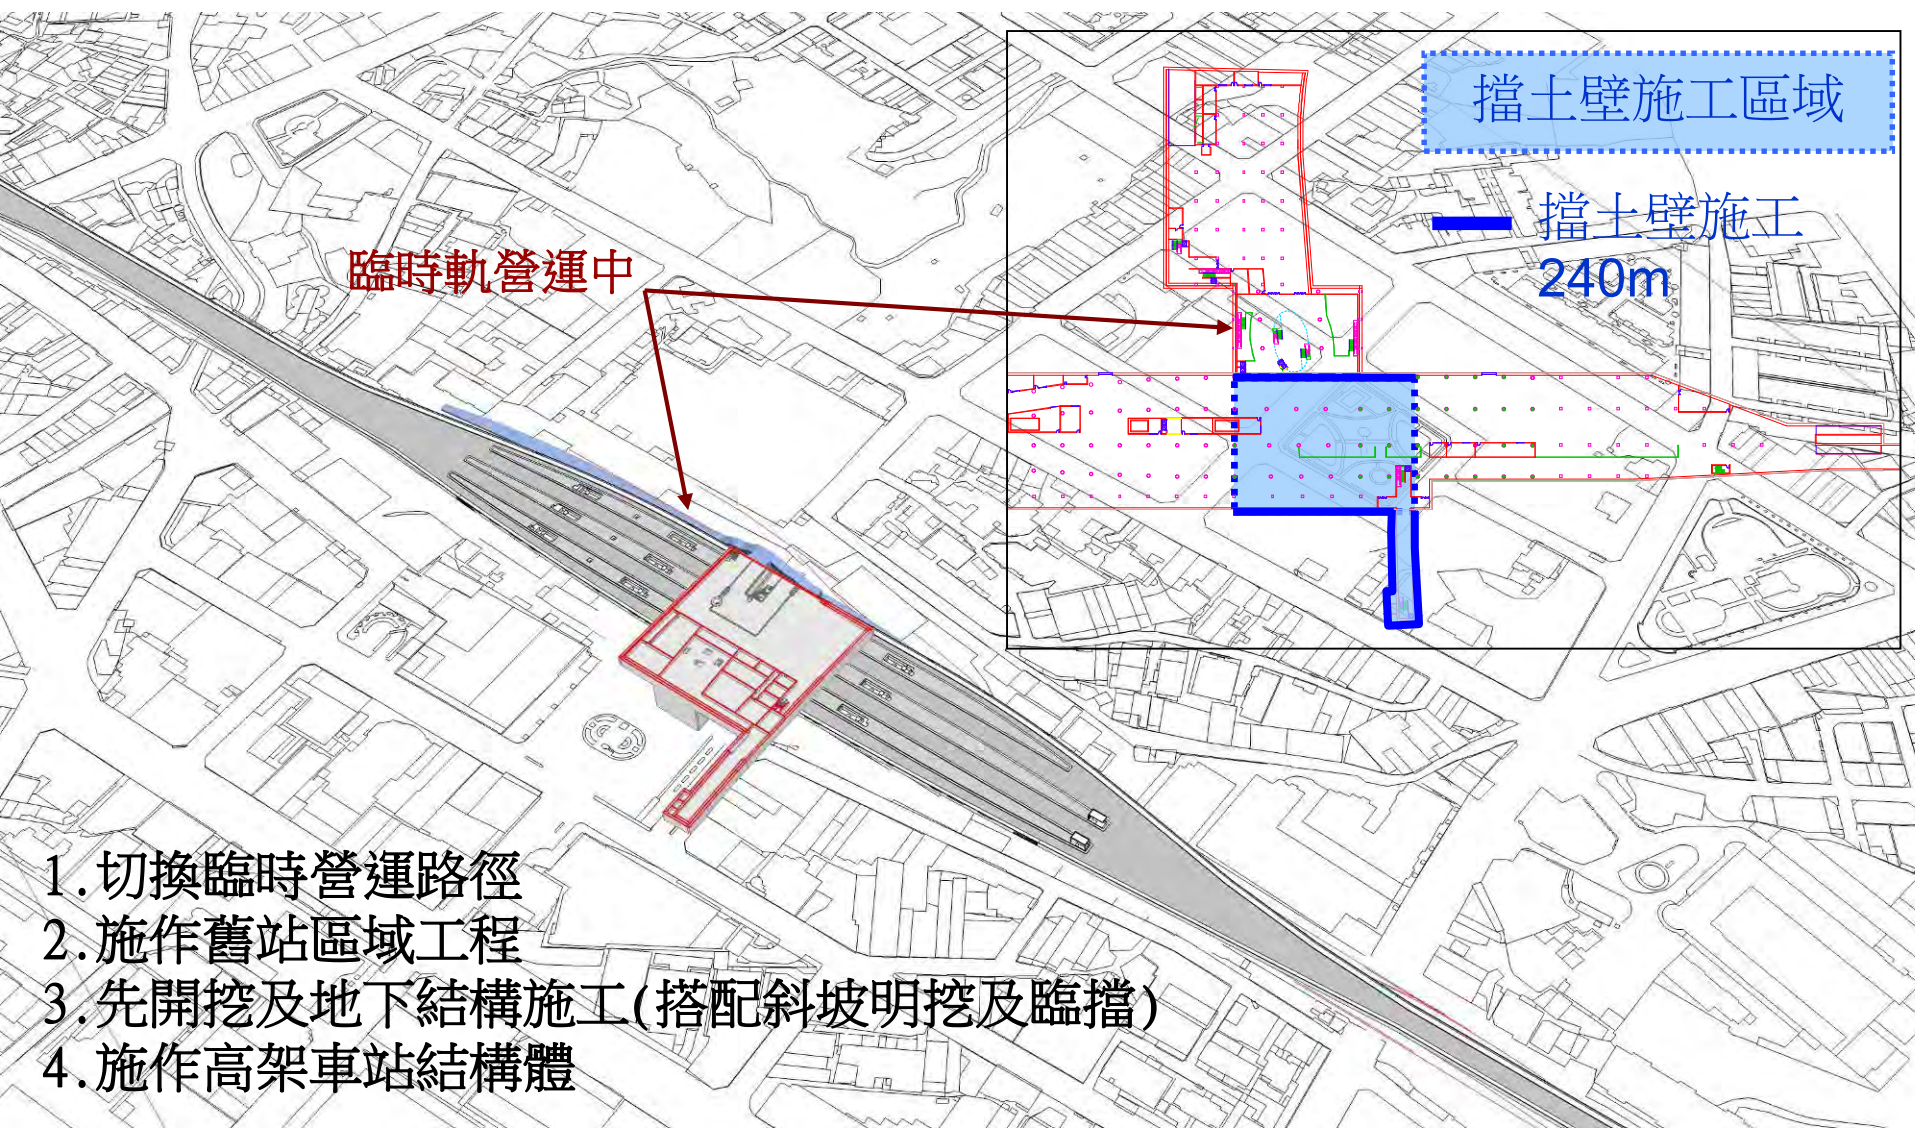 擋土壁施工區域
擋土壁施工
240m
臨時軌營運中
1.切換臨時營運路徑
2.施作舊站區域工程
3.先開挖及地下結構施工(搭配斜坡明挖及臨擋)
4.施作高架車站結構體